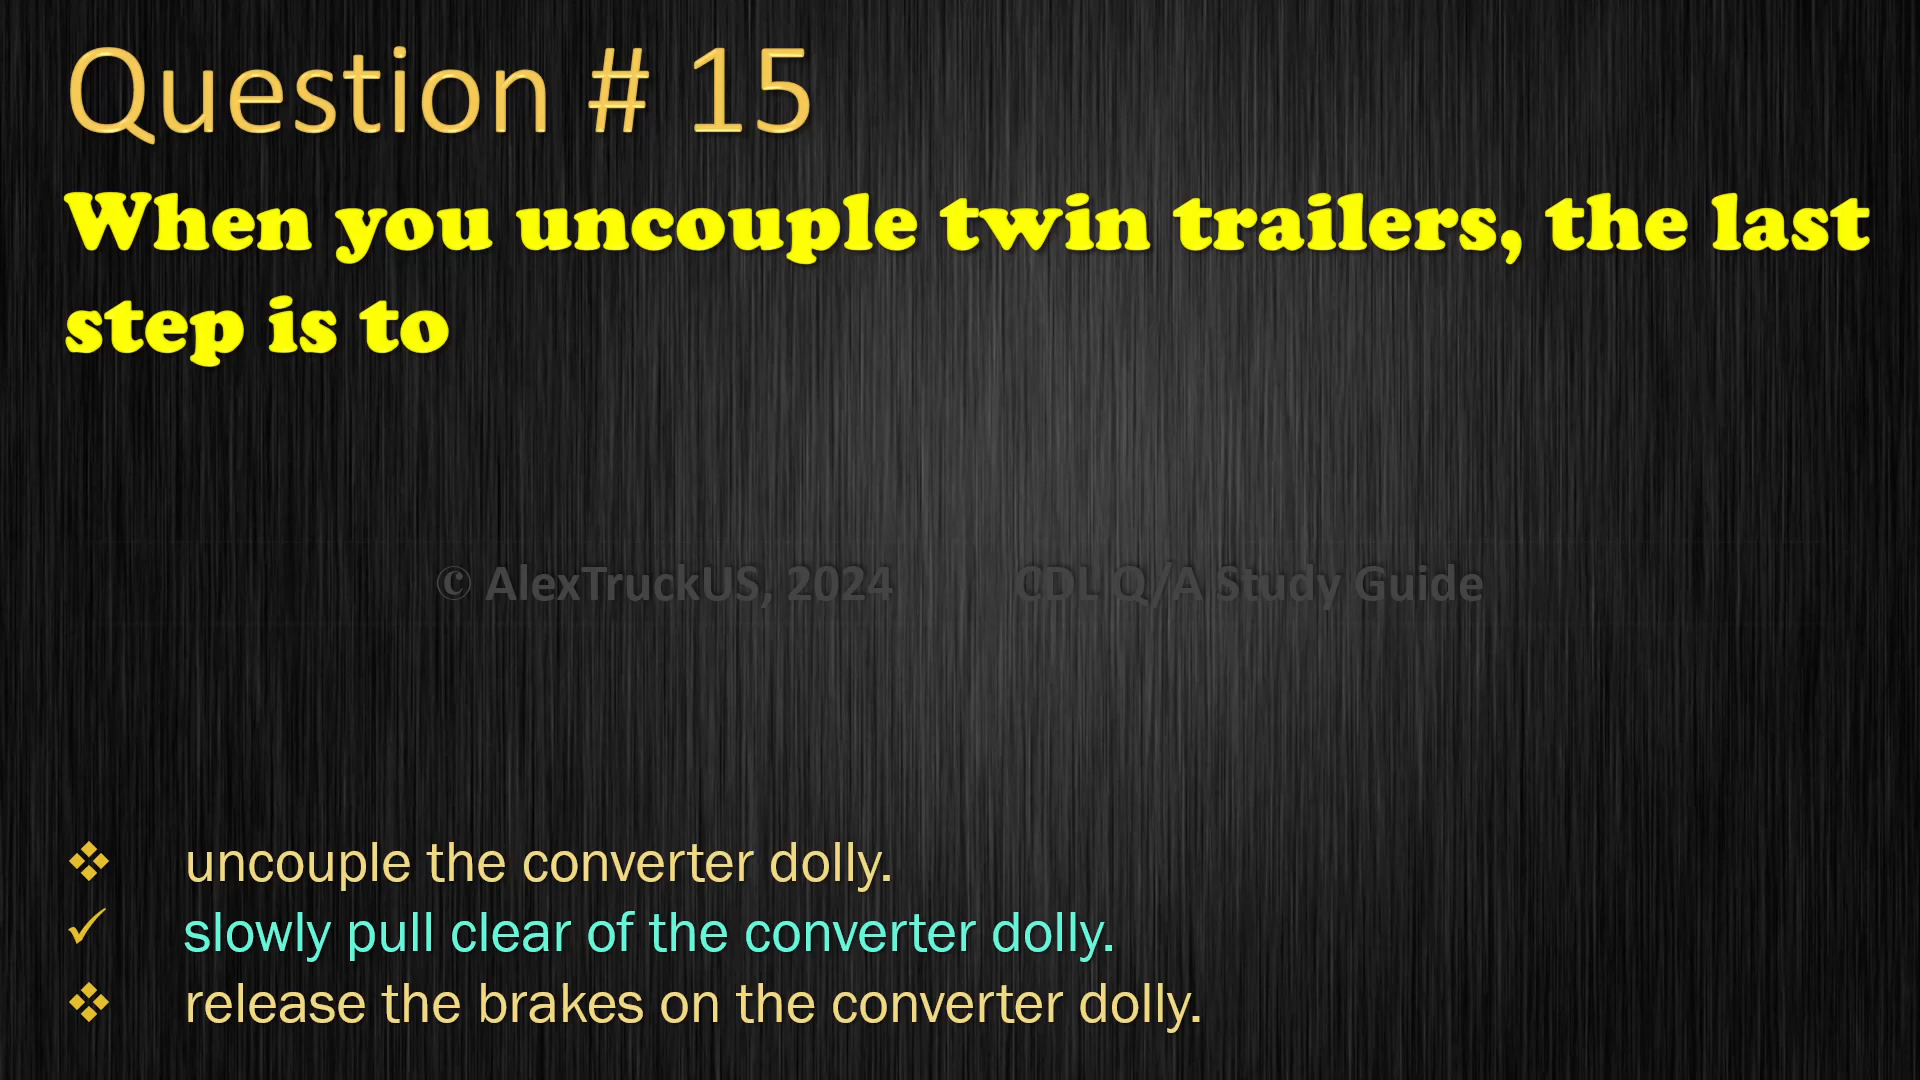 Question # 15
When you uncouple twin trailers, the last
step is to
© AlexTruckUS, 2024 CDL Q/A Study Guide
❖ uncouple the converter dolly.
✓ slowly pull clear of the converter dolly.
❖ release the brakes on the converter dolly.